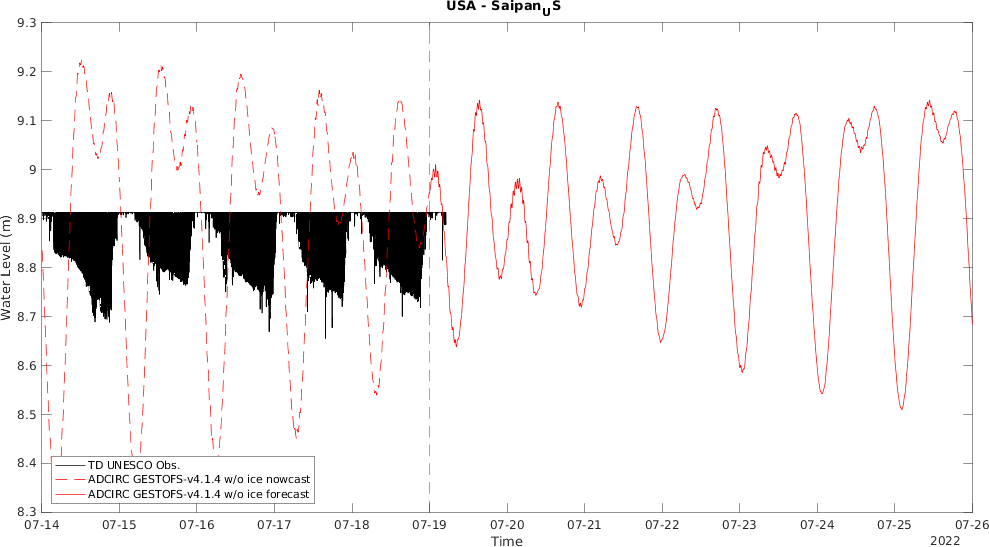 USA - Saipan_US
9.3
9.2
9.1
9
8.9
8.8
8.7
8.6
8.5
8.4
8.3
Water Level (m)
TD UNESCO Obs.
ADCIRC GESTOFS-v4.1.4 w/o ice nowcast
ADCIRC GESTOFS-v4.1.4 w/o ice forecast
07-14 07-15 07-16 07-17 07-18 07-19 07-20 07-21 07-22 07-23 07-24 07-25 07-26
Time
2022